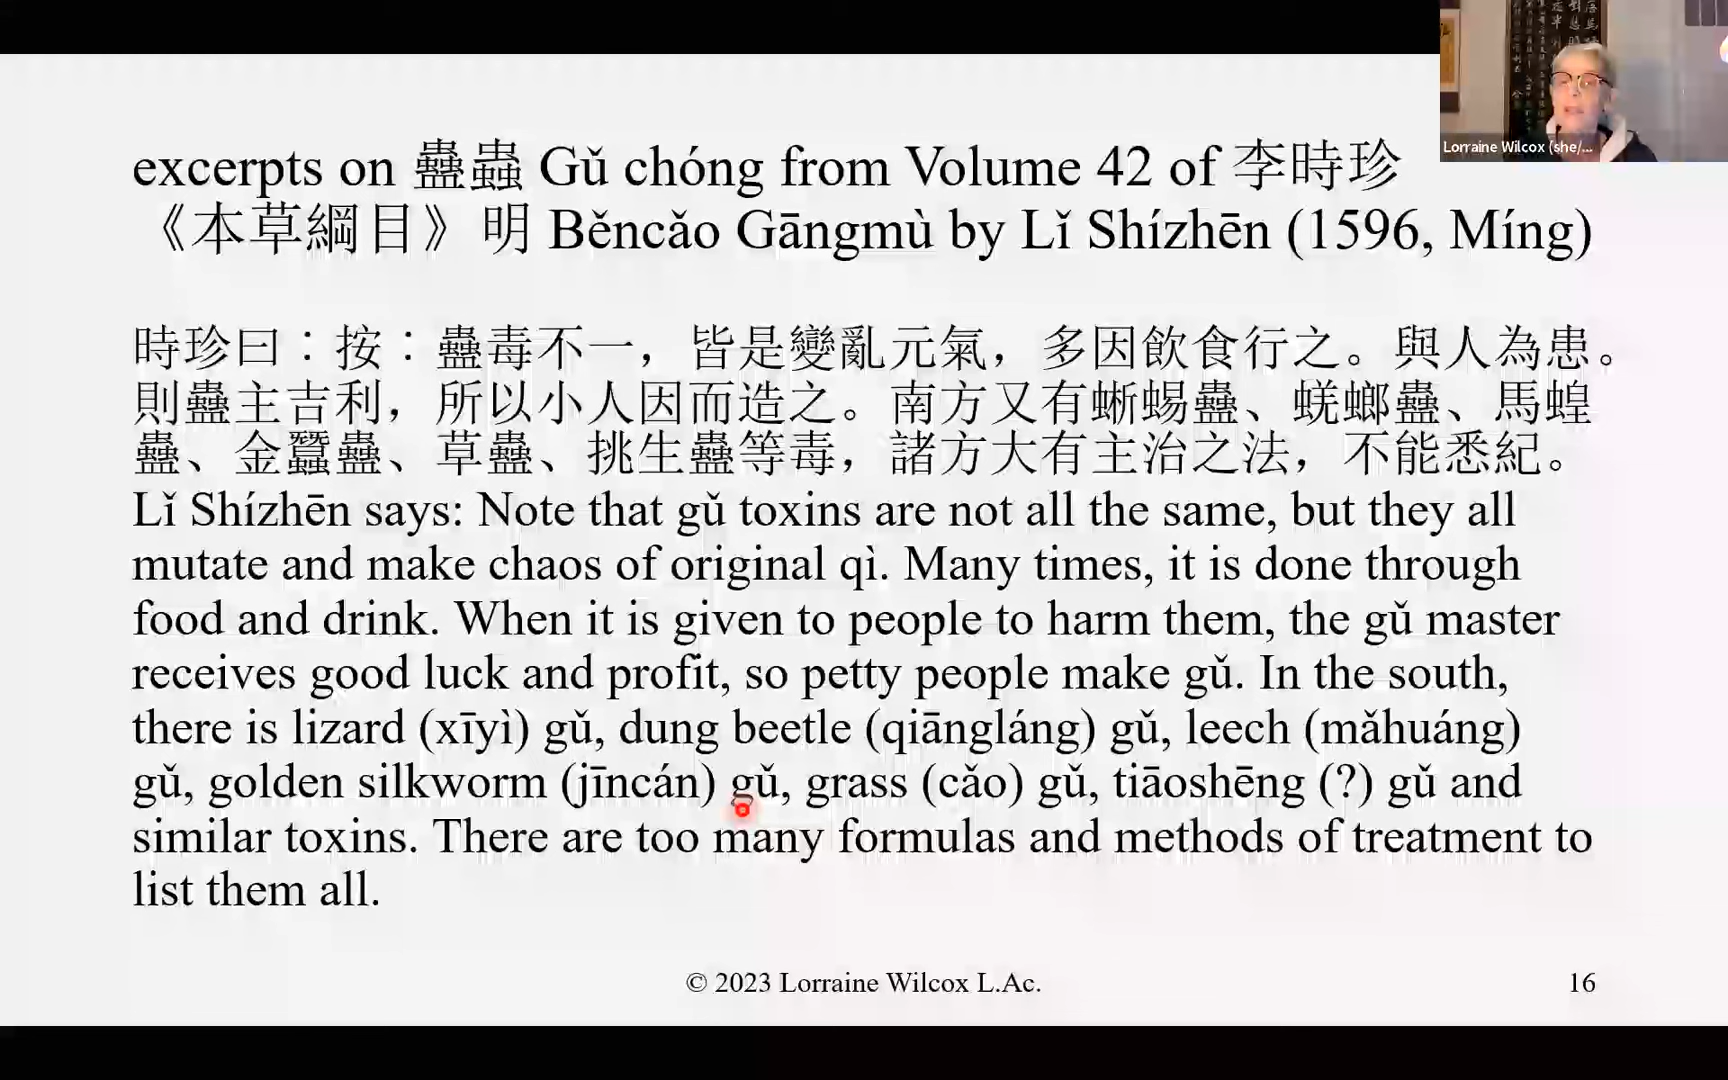 Lorraine Wilcox (she/...
excerpts on 蠱蟲 Gǔ chóng from Volume 42 of 李時珍
《本草綱目》明 Běncǎo Gāngmù by Lǐ Shízhēn (1596, Míng)
時珍曰：按：蠱毒不一，皆是變亂元氣，多因飲食行之。與人為患。
則蠱主吉利，所以小人因而造之。南方又有蜥蜴蠱、蜣螂蠱、馬蝗
蠱、金蠶蠱、草蠱、挑生蠱等毒，諸方大有主治之法，不能悉紀。
Lǐ Shízhēn says: Note that gǔ toxins are not all the same, but they all
mutate and make chaos of original qì. Many times, it is done through
food and drink. When it is given to people to harm them, the gǔ master
receives good luck and profit, so petty people make gǔ. In the south,
there is lizard (xīyì) gǔ, dung beetle (qiāngláng) gǔ, leech (mǎhuáng)
gǔ, golden silkworm (jīncán) gǔ, grass (cǎo) gǔ, tiāoshēng (?) gǔ and
similar toxins. There are too many formulas and methods of treatment to
list them all.
© 2023 Lorraine Wilcox L.Ac.
16